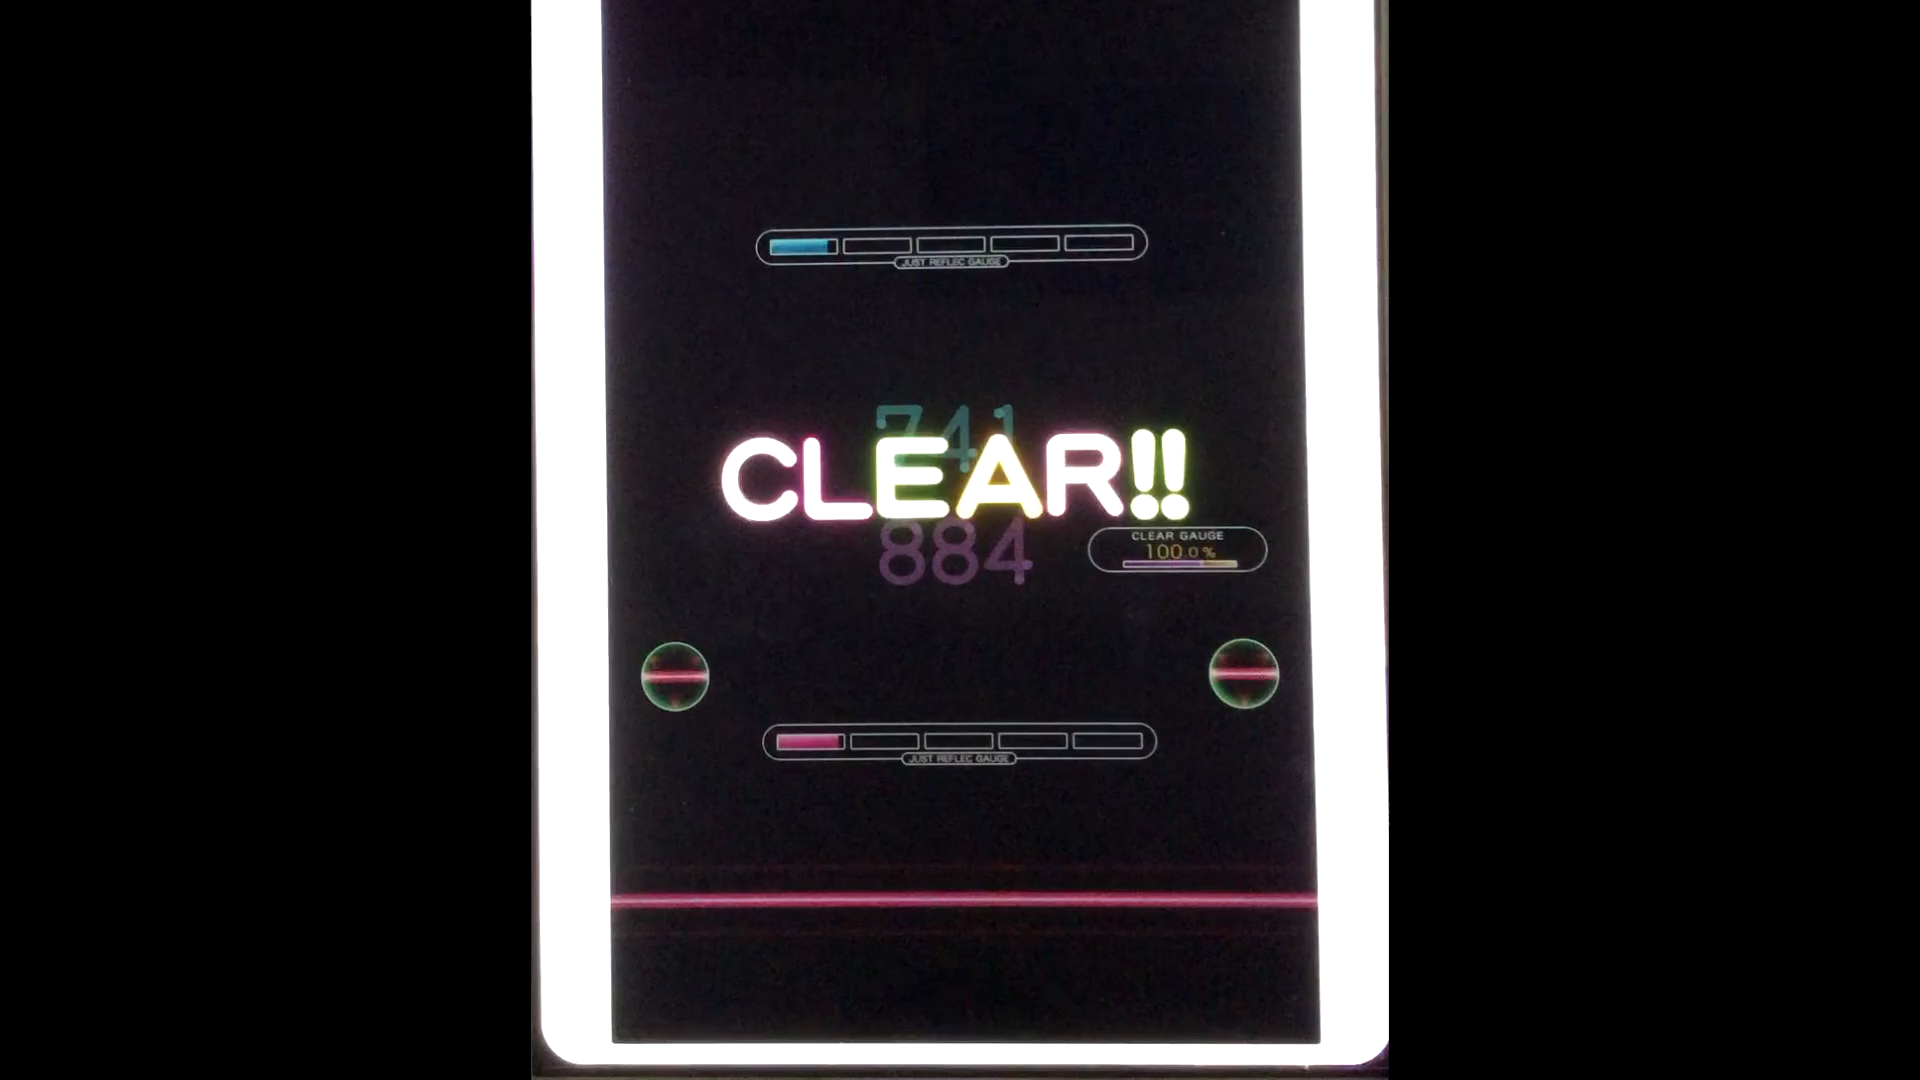 JUST REFLEC GAUGE
741
CLEAR!!
884
CLEAR GAUGE
100.0 %
JUST REFLEC GAUGE